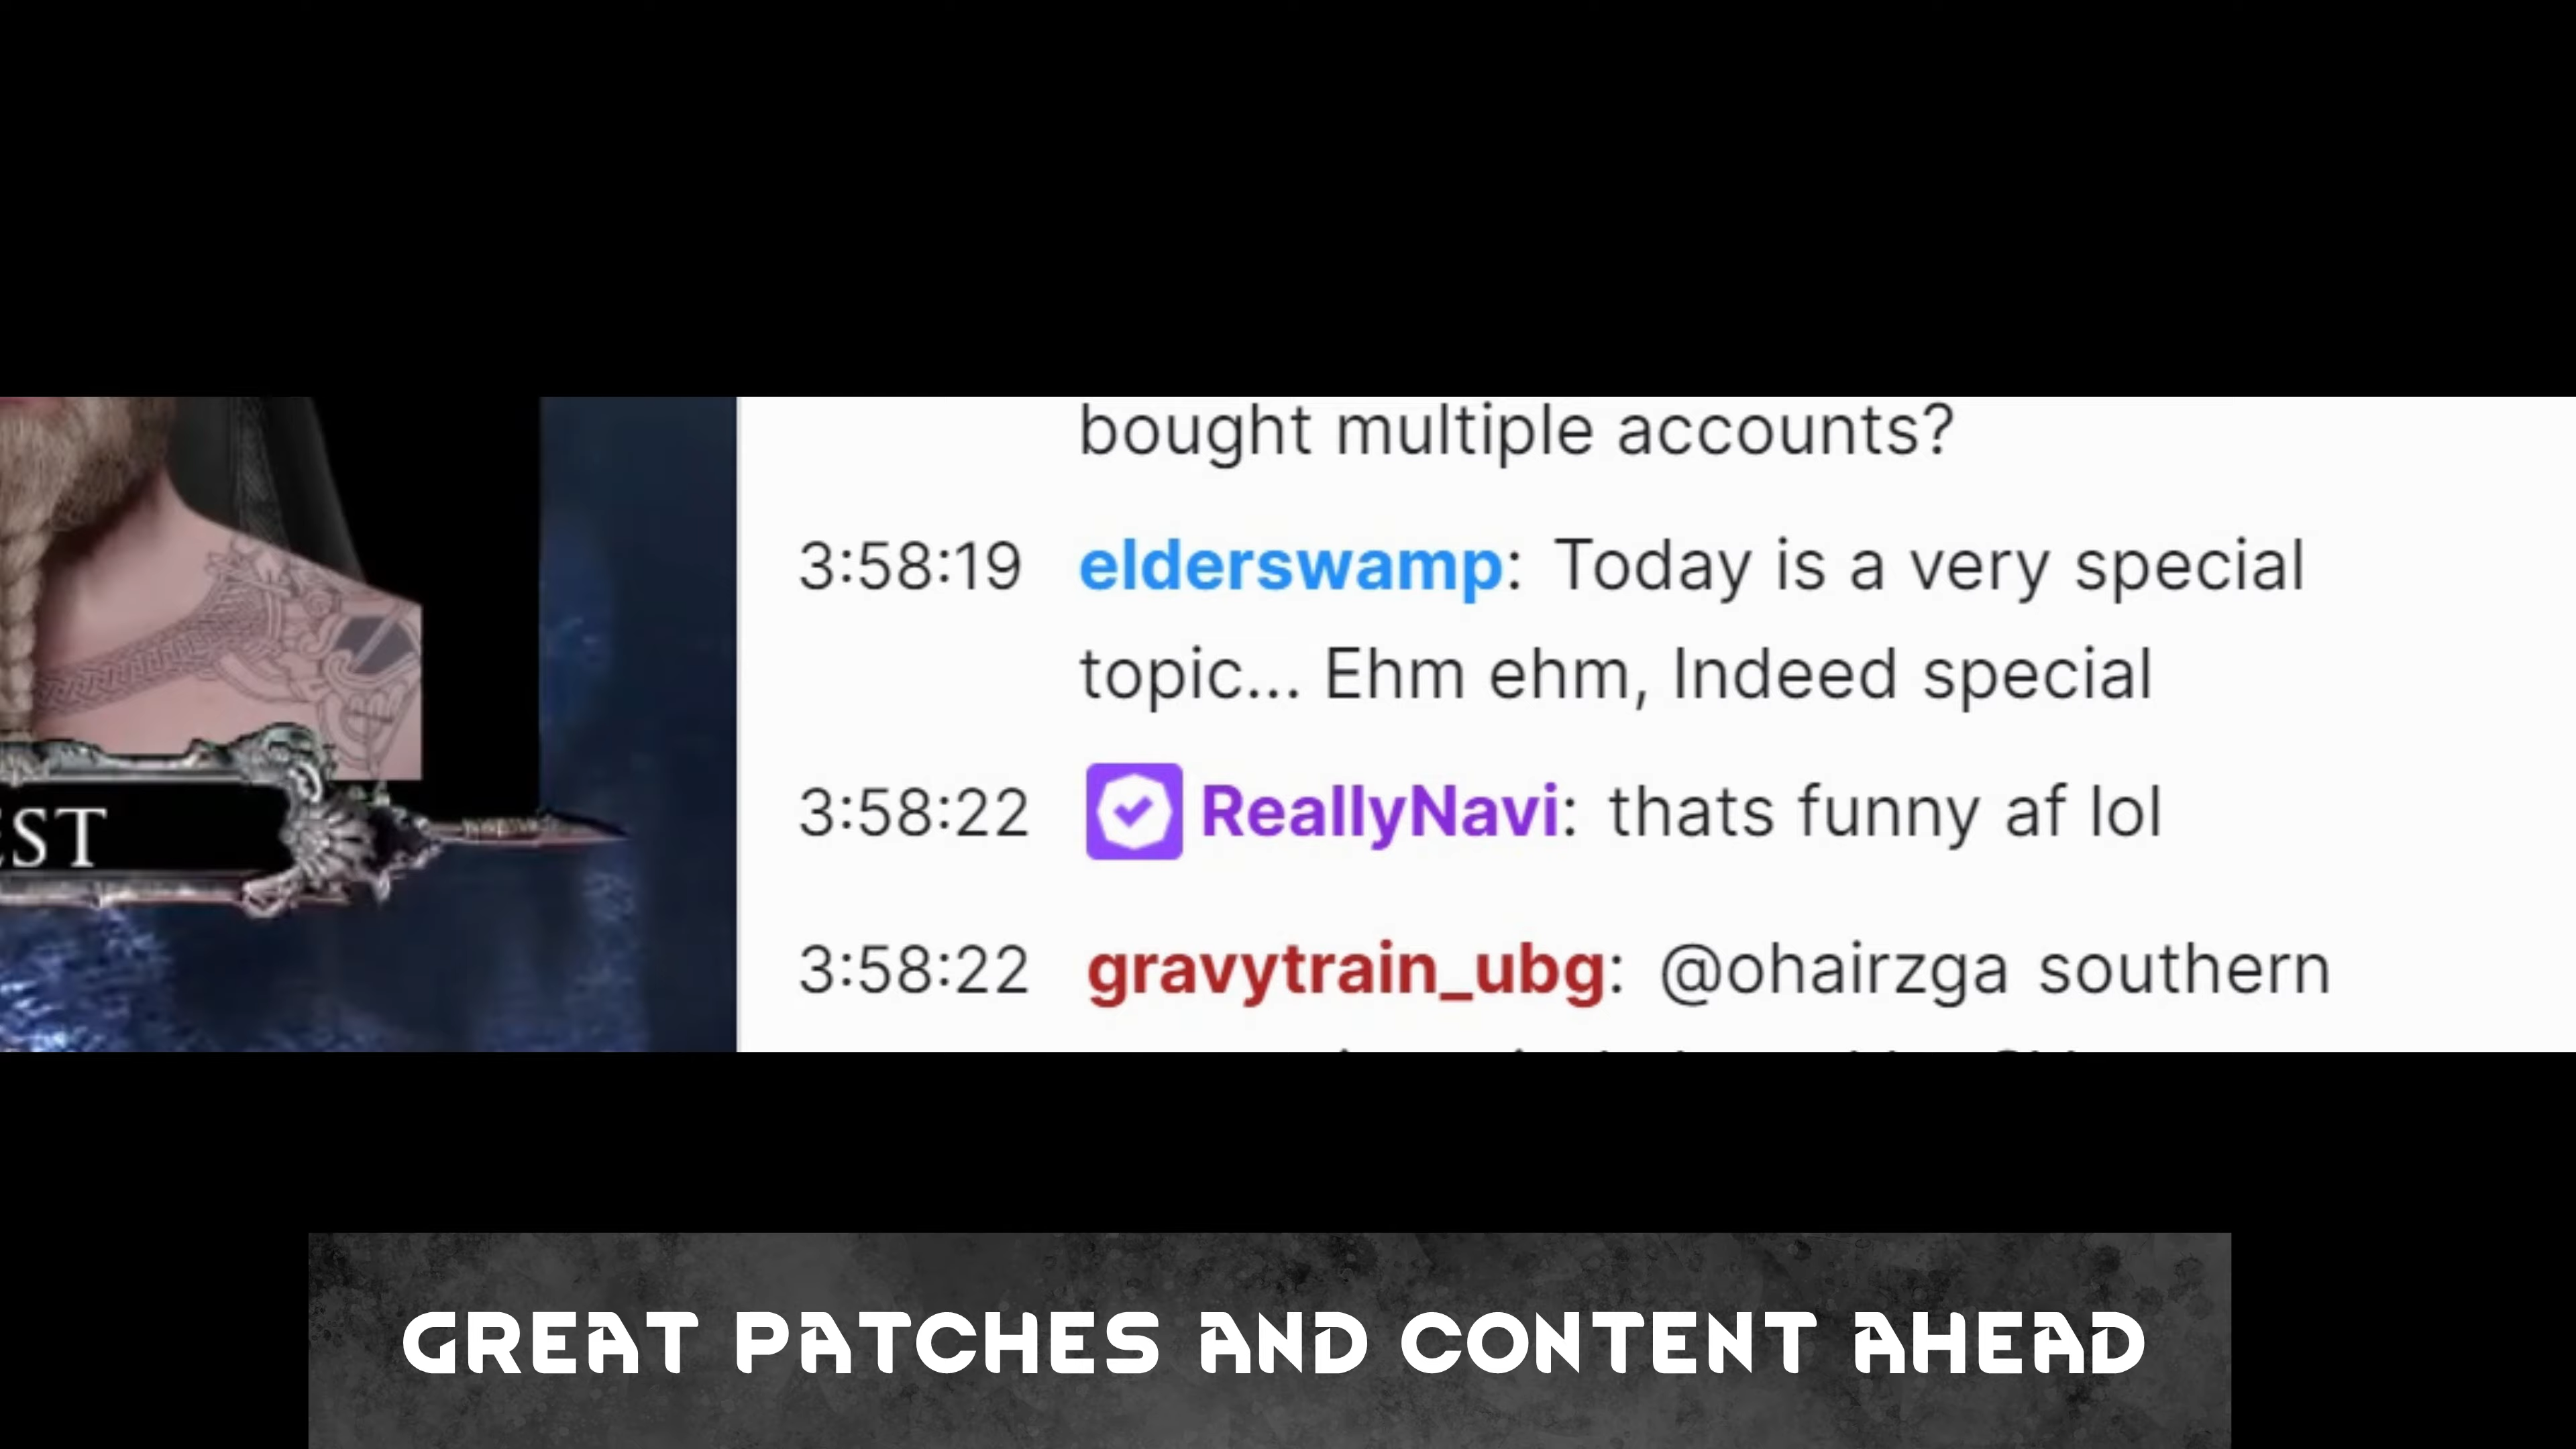 bought multiple accounts?
3:58:19 elderswamp: Today is a very special
topic... Ehm ehm, Indeed special
3:58:22 ReallyNavi: thats funny af lol
EST
3:58:22 gravytrain_ubg: @ohairzga southern
GREAT PATCHES AND CONTENT AHEAD